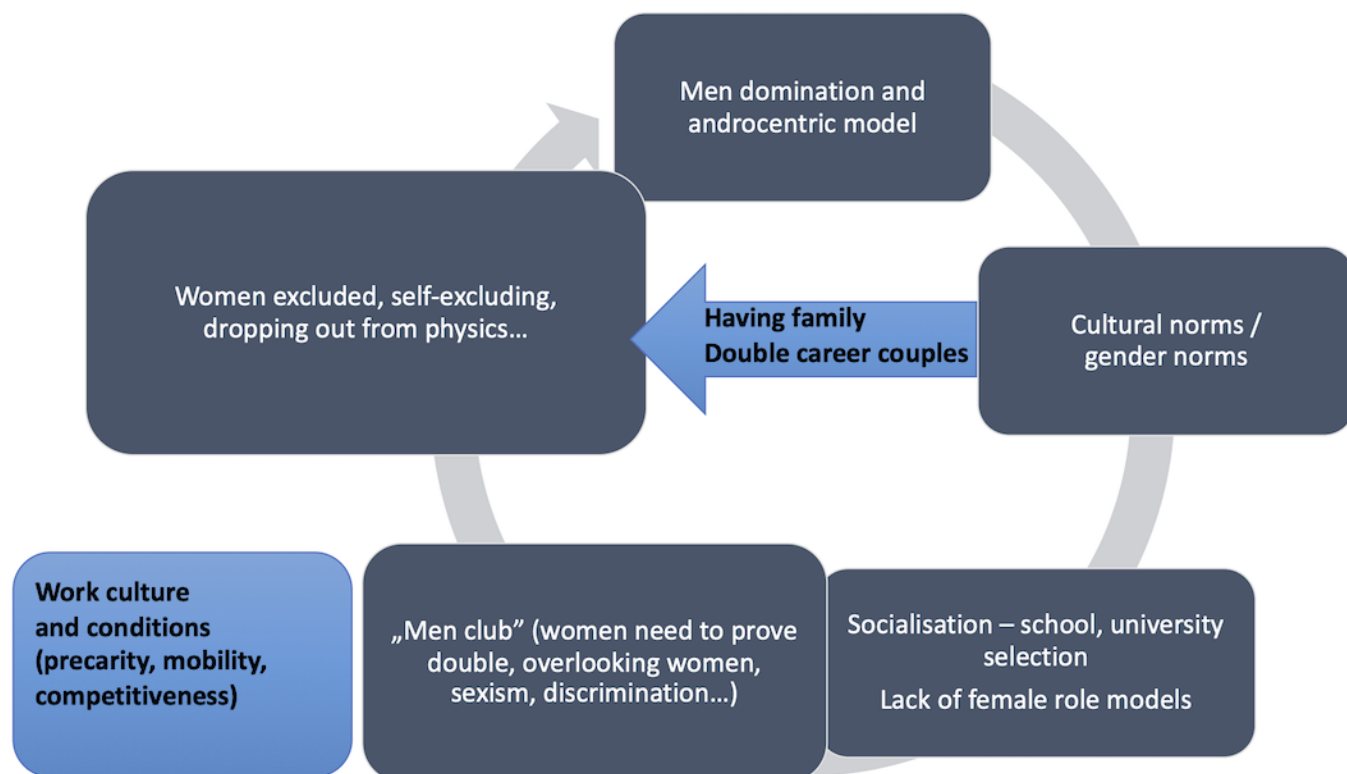 Men domination and
androcentric model
Women excluded, self-excluding,
dropping out from physics…
Having family
Double career couples
Cultural norms /
gender norms
Work culture
and conditions
(precarity, mobility,
competitiveness)
„Men club” (women need to prove
double, overlooking women,
sexism, discrimination…)
Socialisation – school, university
selection
Lack of female role models